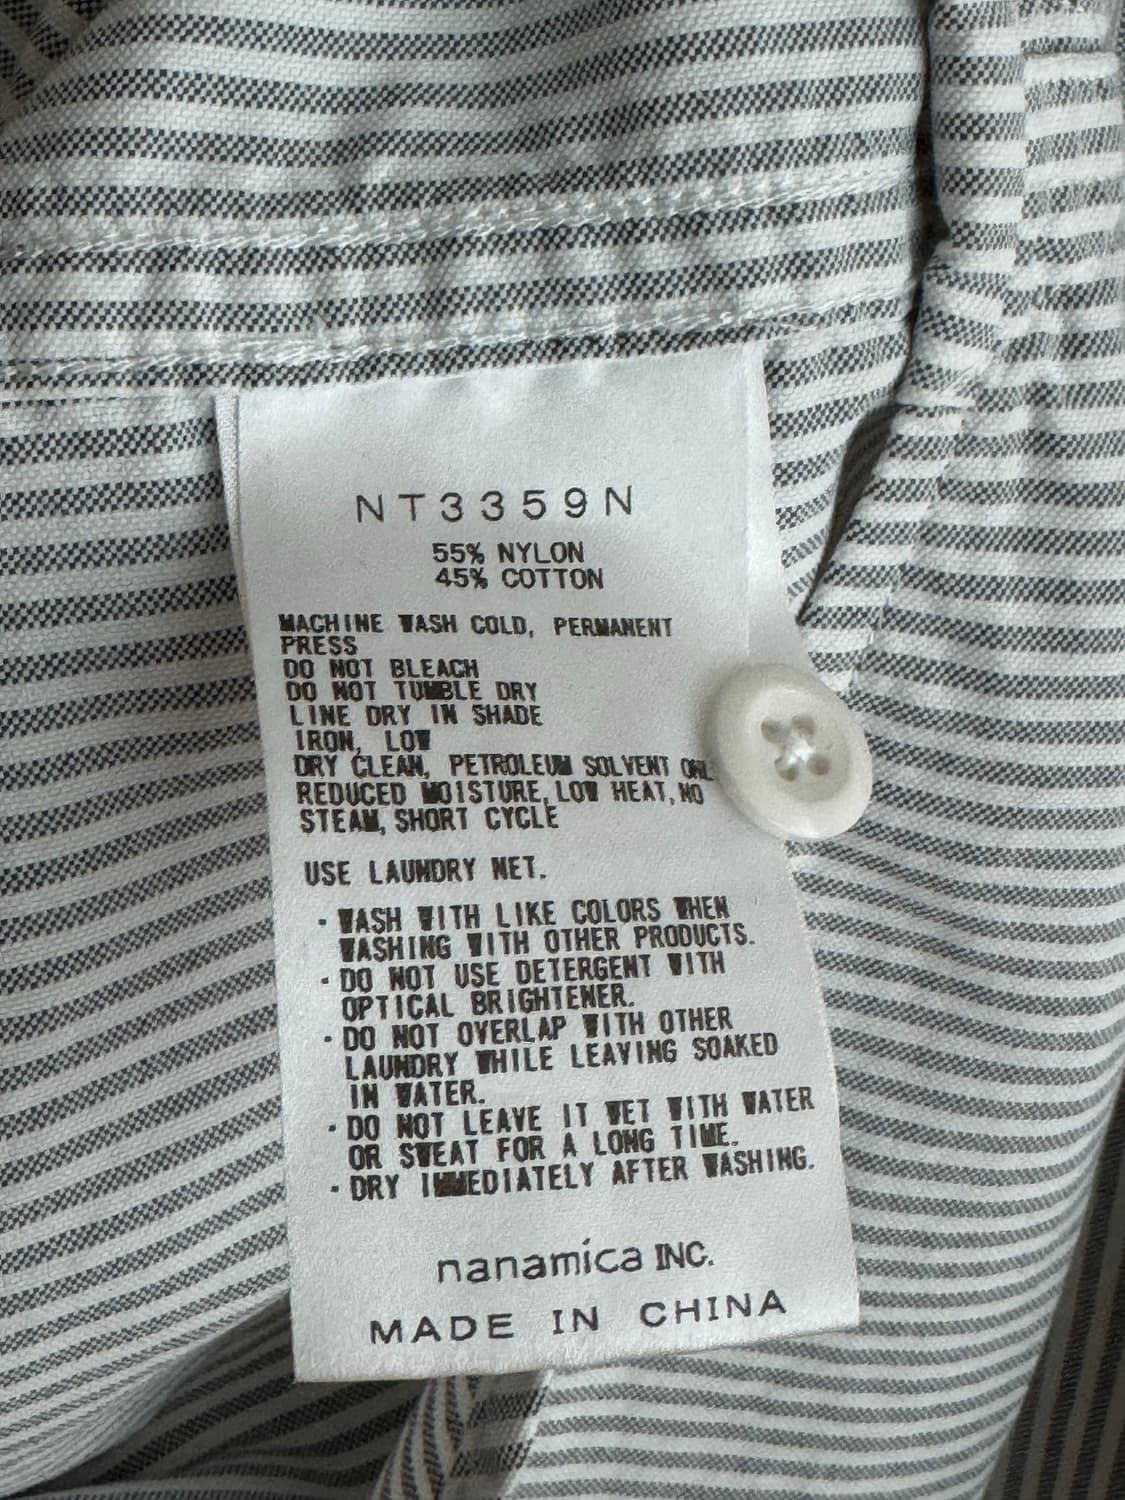 NT3359N
55% NYLON
45% COTTON
MACHINE WASH COLD, PERMANENT
PRESS
DO NOT BLEACH
DO NOT TUMBLE DRY
LINE DRY IN SHADE
IRON, LOW
DRY CLEAN, PETROLEUM SOLVENT ONL
REDUCED MOISTURE, LOW HEAT, NO
STEAM, SHORT CYCLE
USE LAUNDRY NET.
· WASH WITH LIKE COLORS WHEN
WASHING WITH OTHER PRODUCTS.
· DO NOT USE DETERGENT WITH
OPTICAL BRIGHTENER.
· DO NOT OVERLAP WITH OTHER
LAUNDRY WHILE LEAVING SOAKED
IN WATER.
· DO NOT LEAVE IT WET WITH WATER
OR SWEAT FOR A LONG TIME.
· DRY IMMEDIATELY AFTER WASHING.
nanamica INC.
MADE IN CHINA